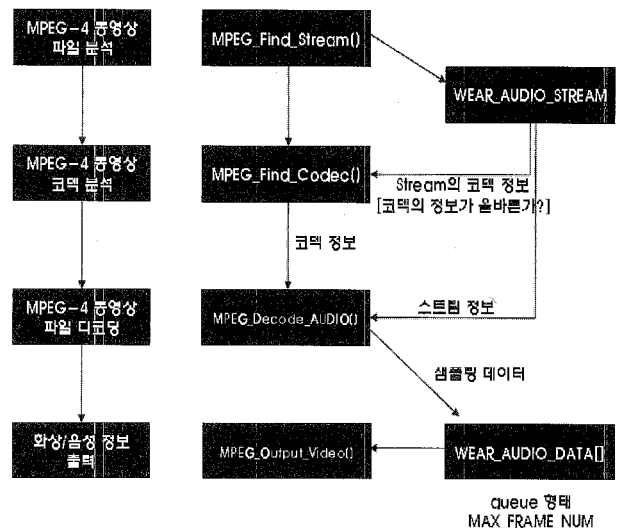 MPEG-4 동영상
파일 분석
MPEG_Find_Stream()
WEAR_AUDIO_STREAM
MPEG-4 동영상
코덱 분석
MPEG_Find_Codec()
Stream의 코덱 정보
[코덱의 정보가 올바른가?]
코덱 정보
MPEG-4 동영상
파일 디코딩
MPEG_Decode_AUDIO()
스트림 정보
샘플링 데이터
화상/음성 정보
출력
MPEG_Output_Video()
WEAR_AUDIO_DATA[]
queue 형태
MAX FRAME NUM